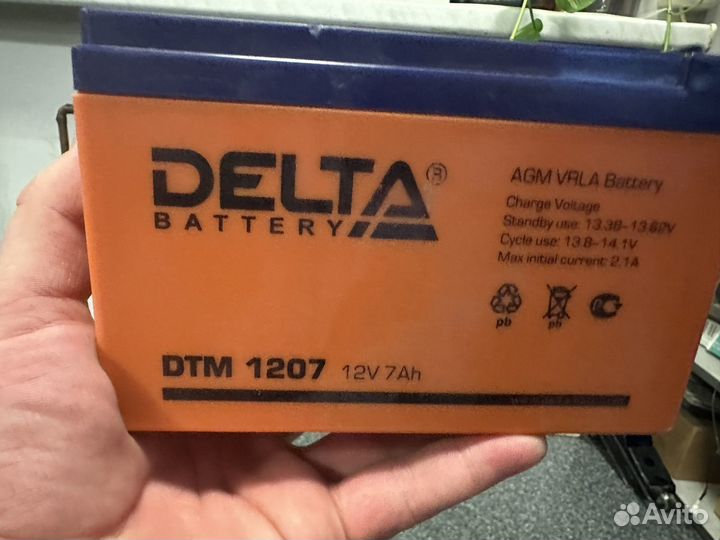 DELTA®
BATTERY
AGM VRLA Battery
Charge Voltage
Standby use: 13.38-13.62V
Cycle use: 13.8-14.1V
Max initial current: 2.1A
pb pb
DTM 1207 12V 7Ah
Avito